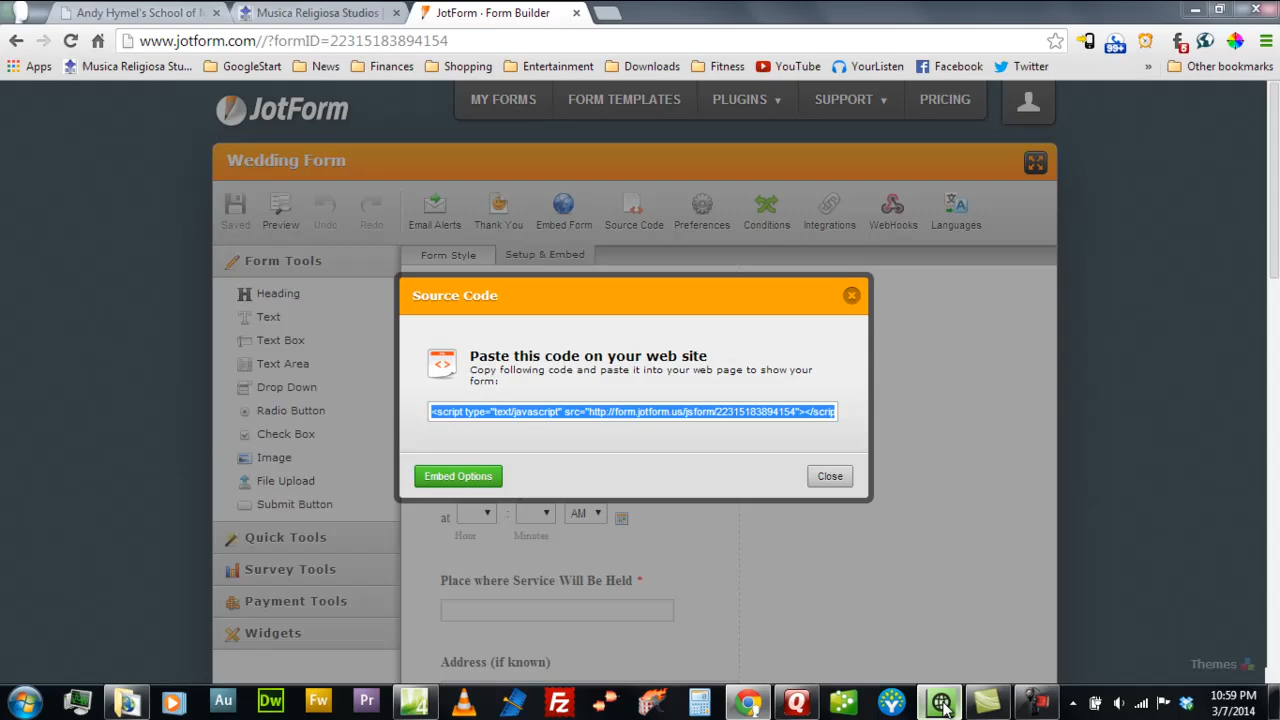 Andy Hymel's School of M
Musica Religiosa Studios |
JotForm · Form Builder
www.jotform.com//?formID=22315183894154
99+
5
Apps
Musica Religiosa Stu...
GoogleStart
News
Finances
Shopping
Entertainment
Downloads
Fitness
YouTube
YourListen
Facebook
Twitter
»
Other bookmarks
JotForm
MY FORMS
FORM TEMPLATES
PLUGINS
SUPPORT
PRICING
Wedding Form
Saved
Preview
Undo
Redo
Email Alerts
Thank You
Embed Form
Source Code
Preferences
Conditions
Integrations
WebHooks
Languages
Form Tools
Form Style
Setup & Embed
Heading
Text
Text Box
Text Area
Drop Down
Radio Button
Check Box
Image
File Upload
Submit Button
Quick Tools
Survey Tools
Payment Tools
Widgets
Source Code
Paste this code on your web site
Copy following code and paste it into your web page to show your
form:
<script type="text/javascript" src="http://form.jotform.us/jsform/22315183894154"></scrip
Embed Options
Close
at
:
AM
Hour
Minutes
Place where Service Will Be Held *
Address (if known)
Themes
Au
Dw
Fw
Pr
10:59 PM
3/7/2014